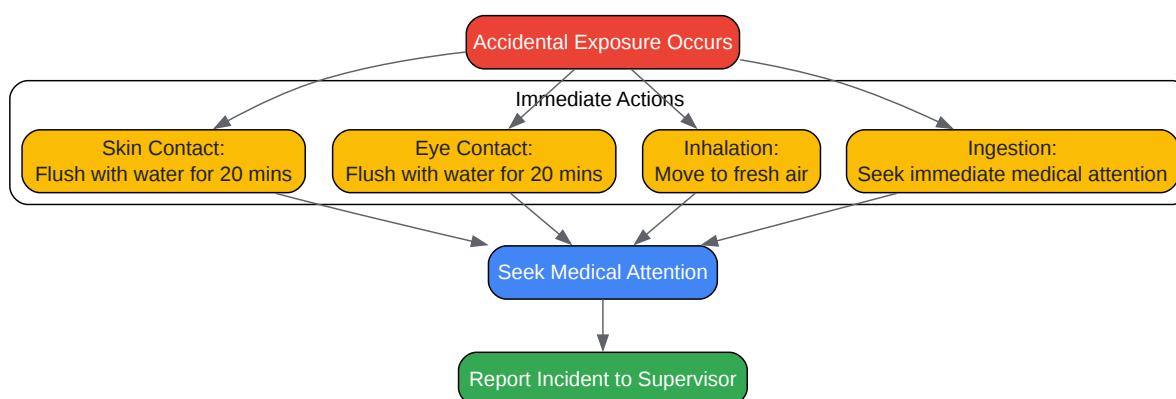 Accidental Exposure Occurs
Immediate Actions
Skin Contact:
Flush with water for 20 mins
Eye Contact:
Flush with water for 20 mins
Inhalation:
Move to fresh air
Ingestion:
Seek immediate medical attention
Seek Medical Attention
Report Incident to Supervisor